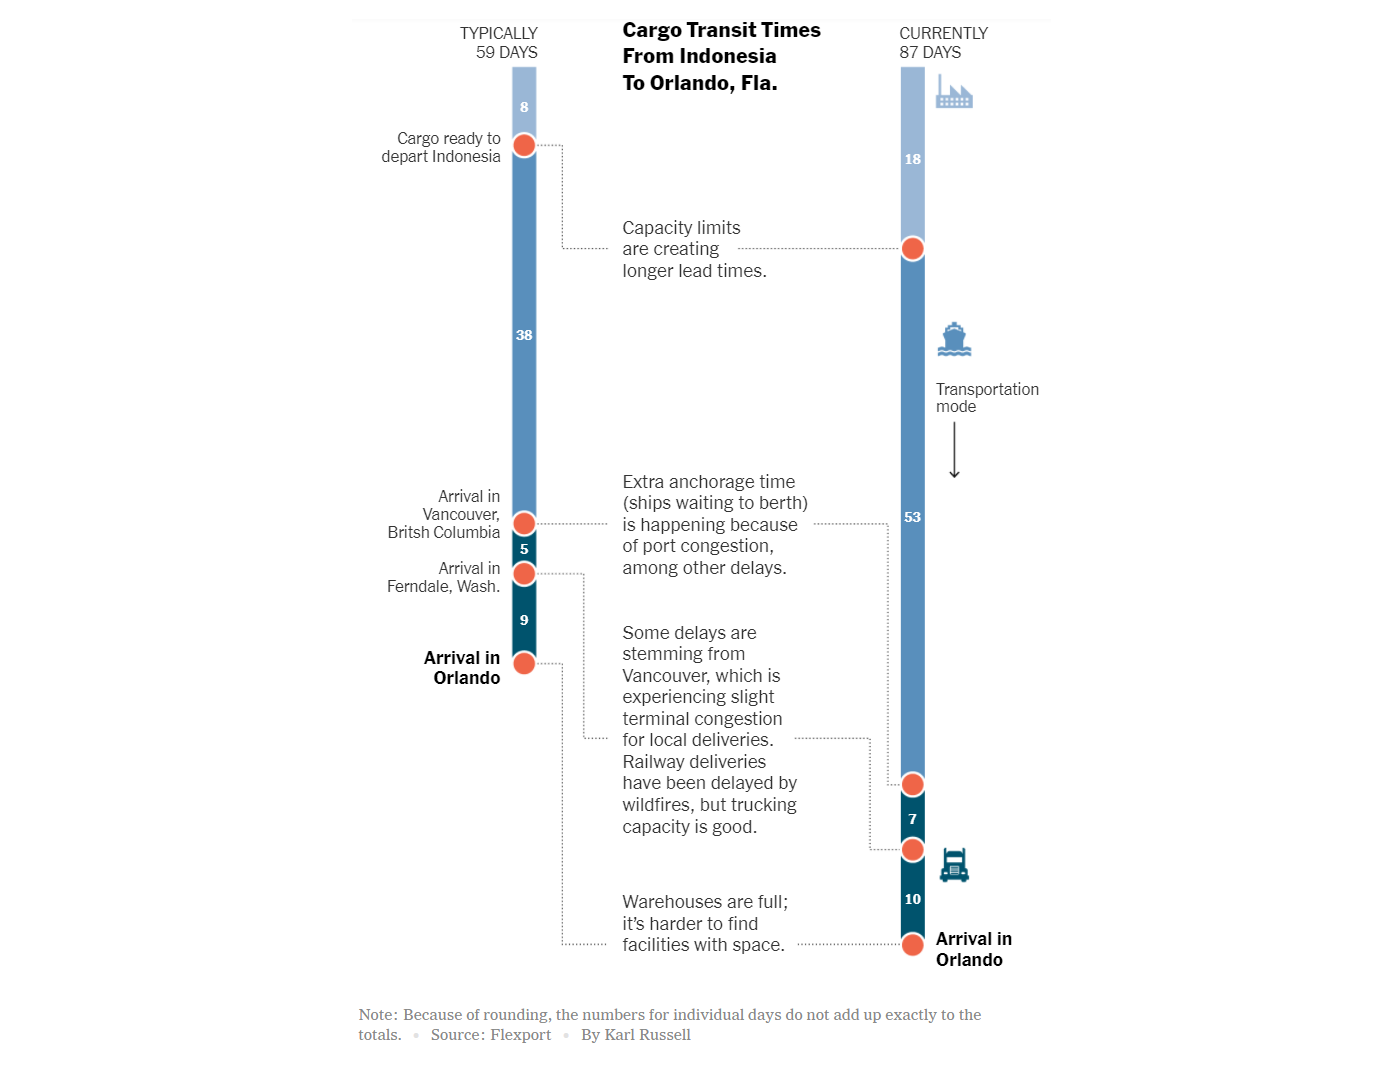 TYPICALLY
59 DAYS
Cargo Transit Times
From Indonesia
To Orlando, Fla.
CURRENTLY
87 DAYS
8
18
Cargo ready to
depart Indonesia
Capacity limits
are creating
longer lead times.
38
Transportation
mode
53
Arrival in
Vancouver,
Britsh Columbia
Extra anchorage time
(ships waiting to berth)
is happening because
of port congestion,
among other delays.
5
Arrival in
Ferndale, Wash.
9
Some delays are
stemming from
Vancouver, which is
experiencing slight
terminal congestion
for local deliveries.
Railway deliveries
have been delayed by
wildfires, but trucking
capacity is good.
Arrival in
Orlando
7
10
Warehouses are full;
it’s harder to find
facilities with space.
Arrival in
Orlando
Note: Because of rounding, the numbers for individual days do not add up exactly to the
totals. • Source: Flexport • By Karl Russell